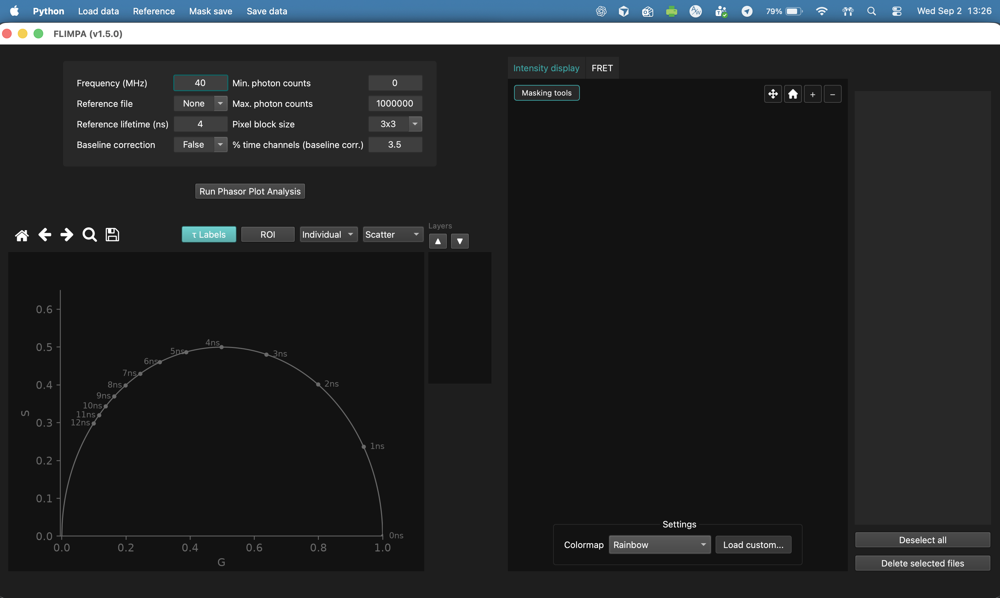 Python Load data Reference Mask save Save data 79% Wed Sep 2 13:26
FLIMPA (v1.5.0)
Frequency (MHz) 40 Min. photon counts 0
Reference file None Max. photon counts 1000000
Reference lifetime (ns) 4 Pixel block size 3x3
Baseline correction False % time channels (baseline corr.) 3.5
Run Phasor Plot Analysis
τ Labels ROI Individual Scatter
Layers
▲ ▼
0.6
0.5
0.4
0.3
0.2
0.1
0.0
S
4ns
5ns
3ns
6ns
7ns
8ns
2ns
9ns
10ns
11ns
12ns
1ns
0ns
0.0 0.2 0.4 0.6 0.8 1.0
G
Intensity display FRET
Masking tools
+ −
Settings
Colormap Rainbow Load custom...
Deselect all
Delete selected files